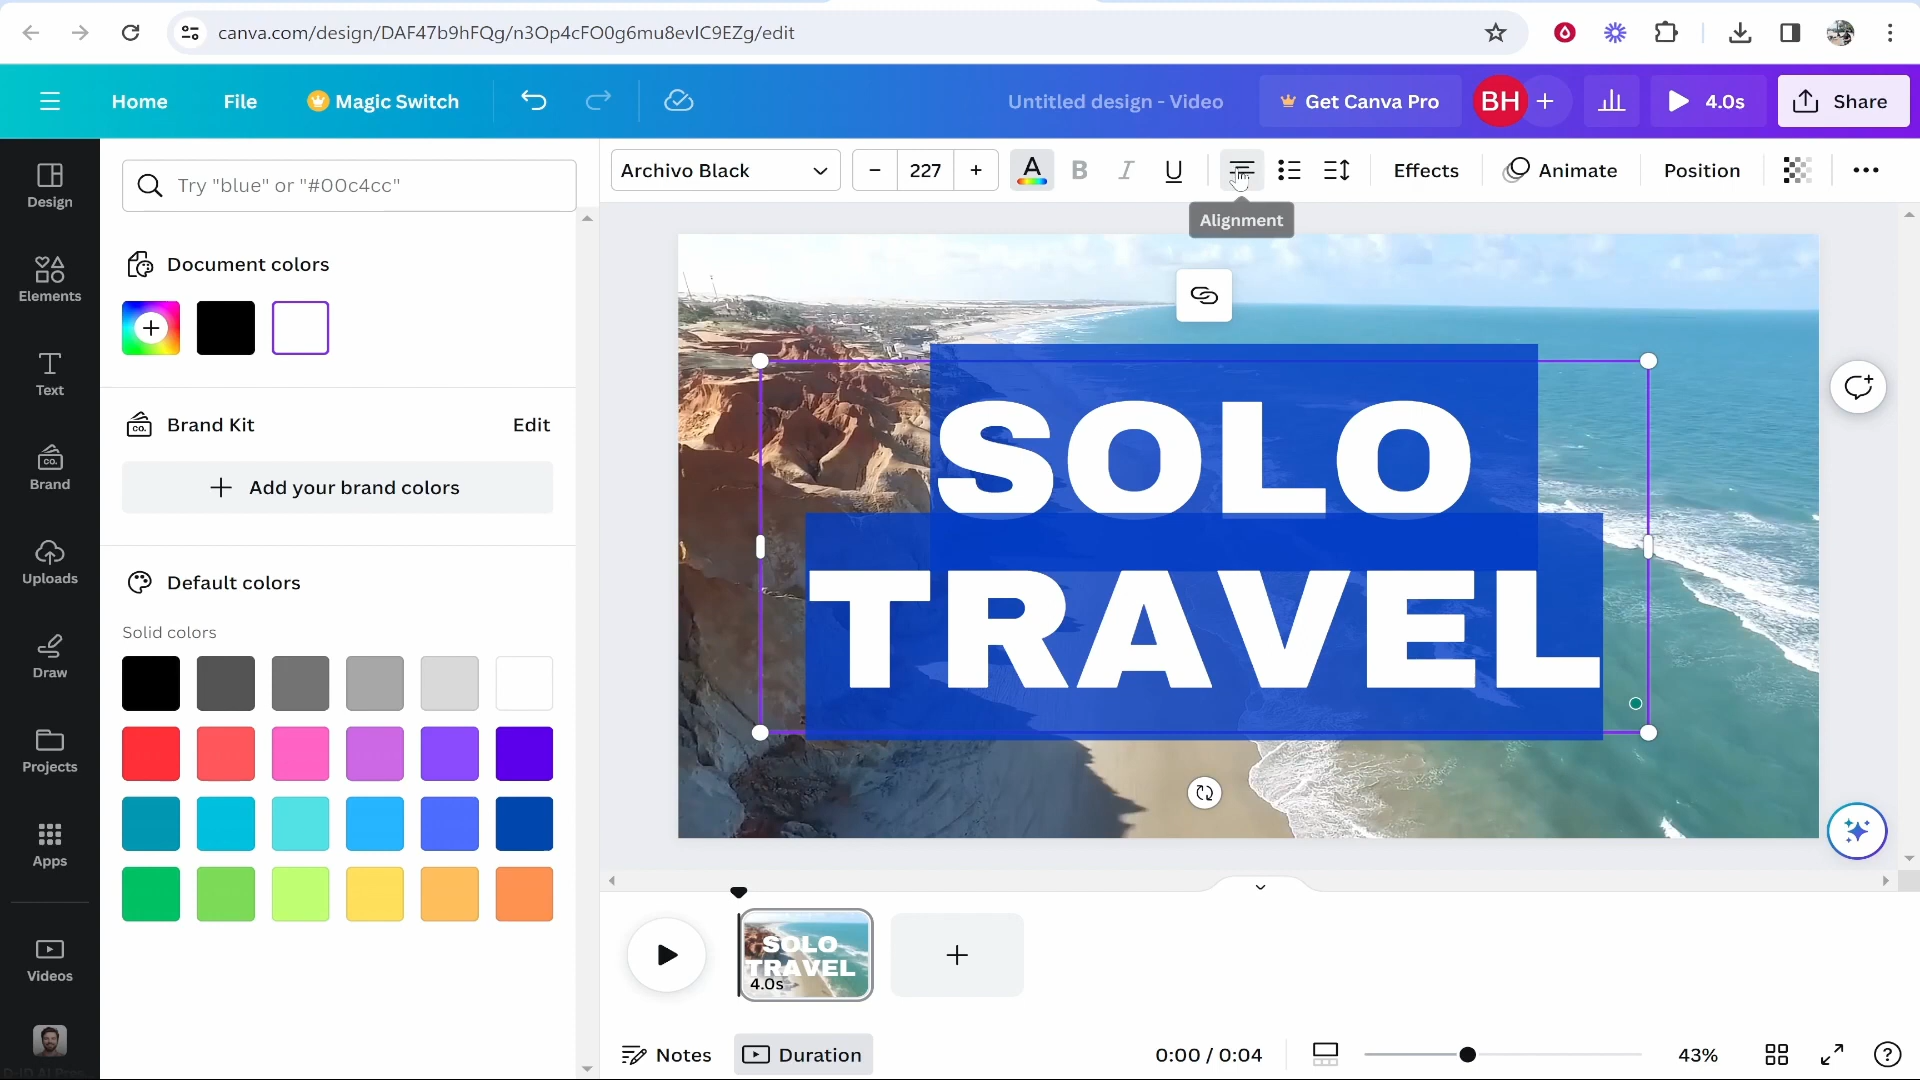 canva.com/design/DAF47b9hFQg/n3Op4cFO0g6mu8evIC9EZg/edit
Home
File
Magic Switch
Untitled design - Video
Get Canva Pro
BH
4.0s
Share
Design
Elements
Text
Brand
Uploads
Draw
Projects
Apps
Videos
Try "blue" or "#00c4cc"
Document colors
Brand Kit
Edit
CO.
Add your brand colors
Default colors
Solid colors
Archivo Black
227
A
B
I
U
Effects
Animate
Position
Alignment
SOLO
TRAVEL
SOLO
TRAVEL
4.0s
Notes
Duration
0:00 / 0:04
43%